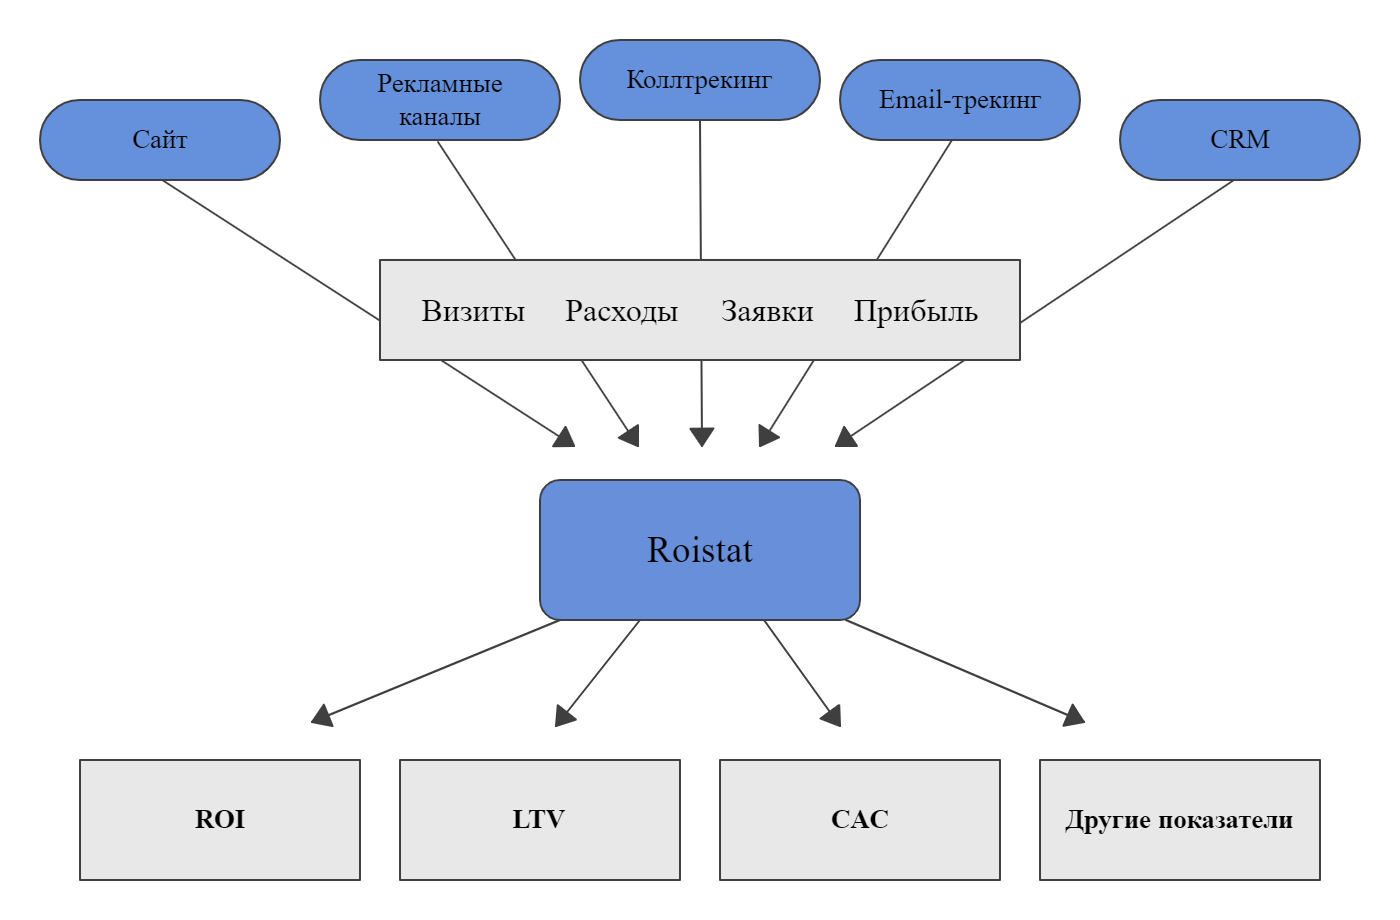 Сайт
Рекламные
каналы
Коллтрекинг
Email-трекинг
CRM
Визиты Расходы Заявки Прибыль
Roistat
ROI
LTV
CAC
Другие показатели